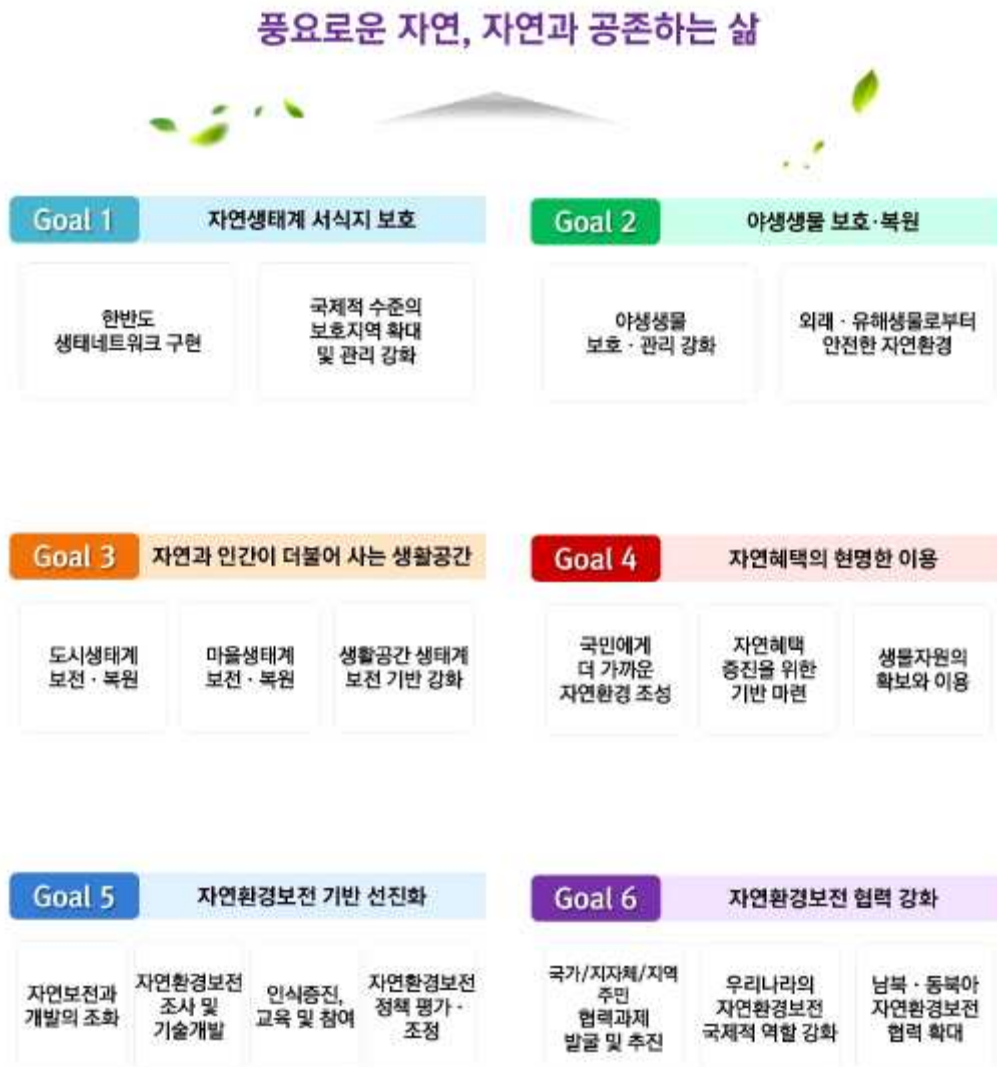 풍요로운 자연, 자연과 공존하는 삶
Goal 1
자연생태계 서식지 보호
한반도
생태네트워크 구현
국제적 수준의
보호지역 확대
및 관리 강화
Goal 2
야생생물 보호·복원
야생생물
보호·관리 강화
외래·유해생물로부터
안전한 자연환경
Goal 3
자연과 인간이 더불어 사는 생활공간
도시생태계
보전·복원
마을생태계
보전·복원
생활공간 생태계
보전 기반 강화
Goal 4
자연혜택의 현명한 이용
국민에게
더 가까운
자연환경 조성
자연혜택
증진을 위한
기반 마련
생물자원의
확보와 이용
Goal 5
자연환경보전 기반 선진화
자연보전과
개발의 조화
자연환경보전
조사 및
기술개발
인식증진,
교육 및 참여
자연환경보전
정책 평가·
조정
Goal 6
자연환경보전 협력 강화
국가/지자체/지역
주민
협력과제
발굴 및 추진
우리나라의
자연환경보전
국제적 역할 강화
남북·동북아
자연환경보전
협력 확대